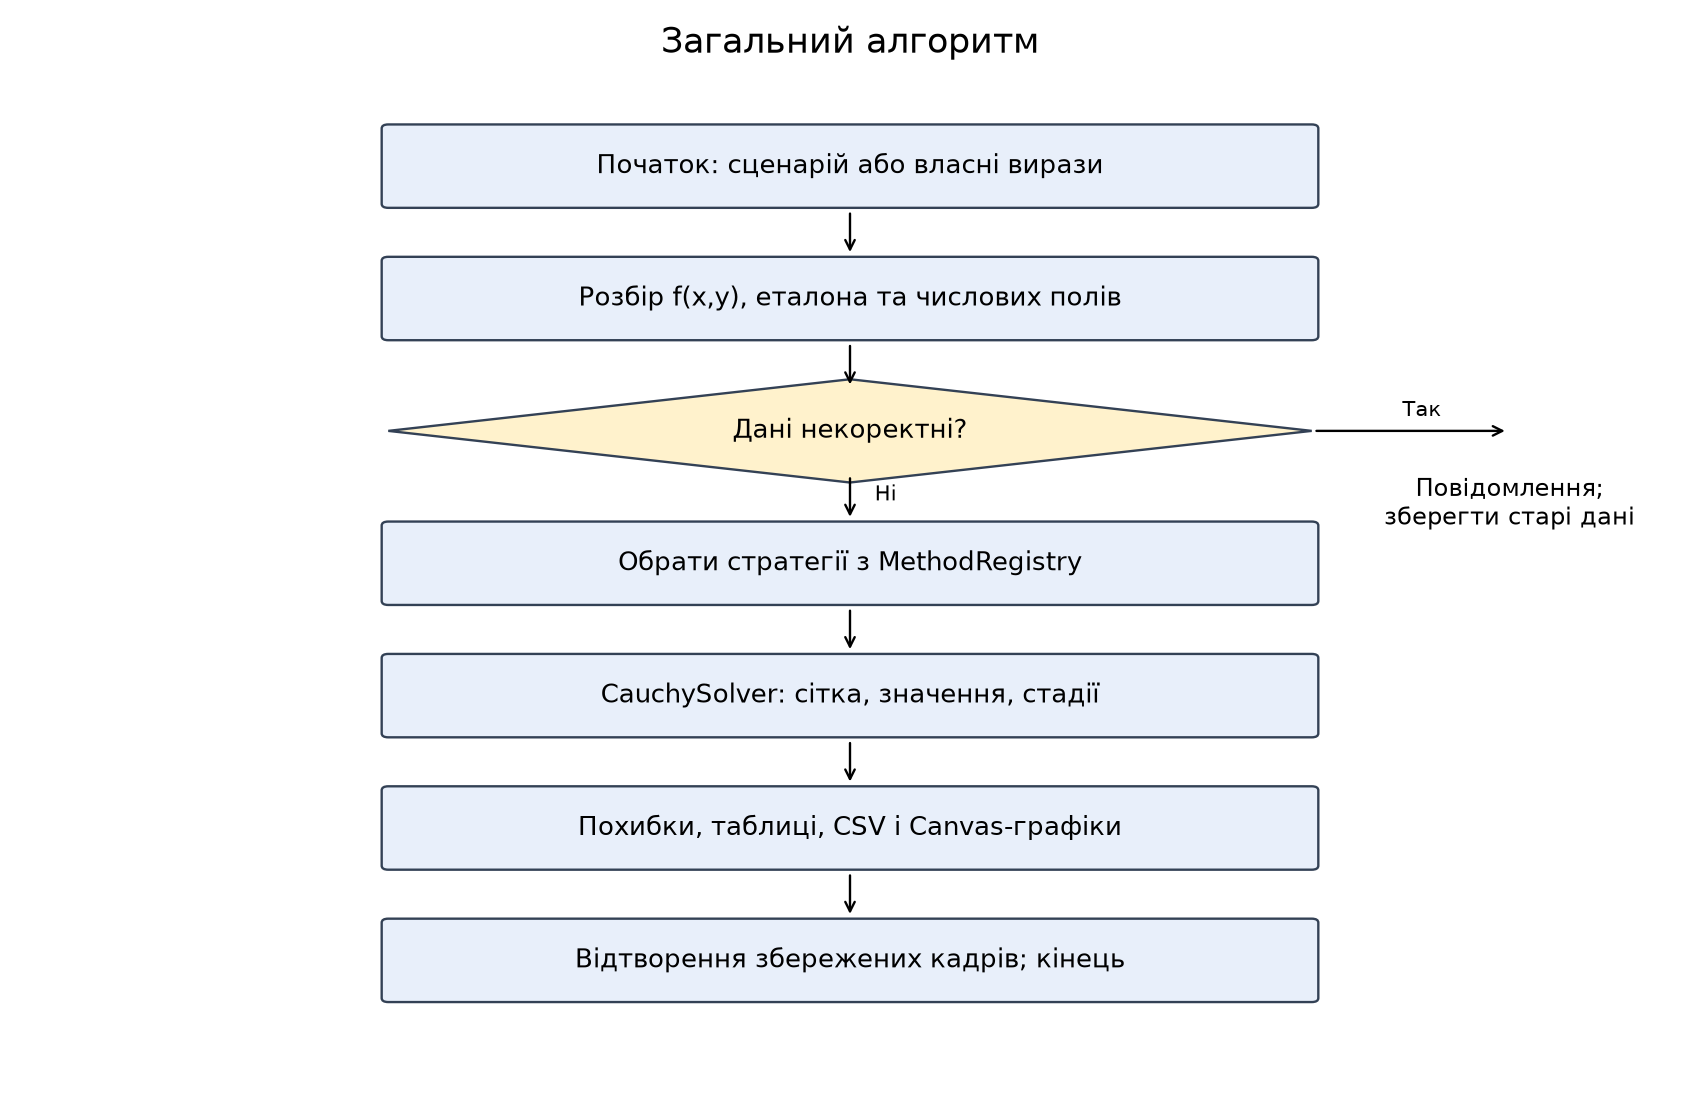 Загальний алгоритм
Початок: сценарій або власні вирази
Розбір f(x,y), еталона та числових полів
Дані некоректні?
Так
Повідомлення;
зберегти старі дані
Ні
Обрати стратегії з MethodRegistry
CauchySolver: сітка, значення, стадії
Похибки, таблиці, CSV і Canvas-графіки
Відтворення збережених кадрів; кінець